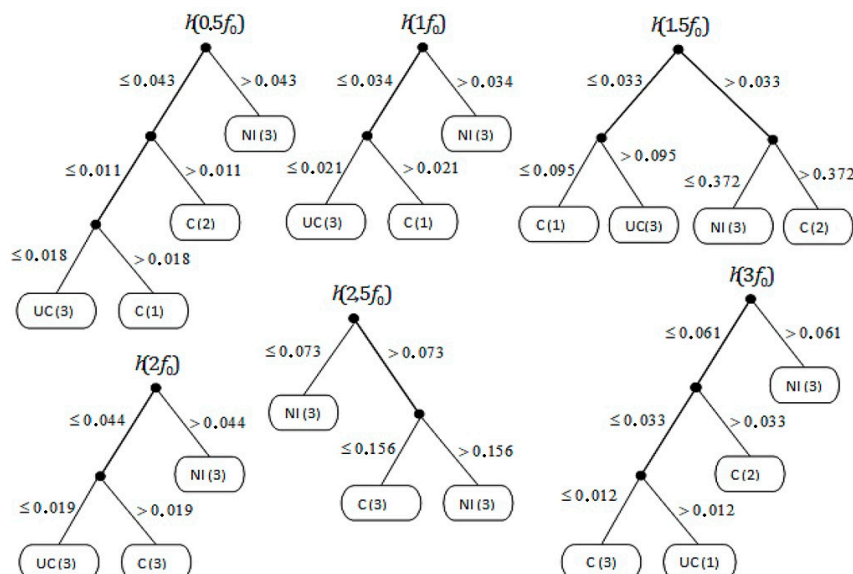 h(0.5f₀) h(1f₀) h(1.5f₀)
≤ 0.043 > 0.043 ≤ 0.034 > 0.034 ≤ 0.033 > 0.033
NI (3) NI (3)
≤ 0.011 > 0.011 ≤ 0.021 > 0.021 ≤ 0.095 > 0.095 ≤ 0.372 > 0.372
C (2) UC (3) C (1) C (1) UC(3) NI (3) C (2)
≤ 0.018 > 0.018
UC (3) C (1)
h(2,5f₀) h(3f₀)
≤ 0.073 > 0.073 ≤ 0.061 > 0.061
h(2f₀) NI (3) NI (3)
≤ 0.044 > 0.044 ≤ 0.156 > 0.156 ≤ 0.033 > 0.033
NI (3) C (3) NI (3) C (2)
≤ 0.019 > 0.019 ≤ 0.012 > 0.012
UC (3) C (3) C (3) UC (1)